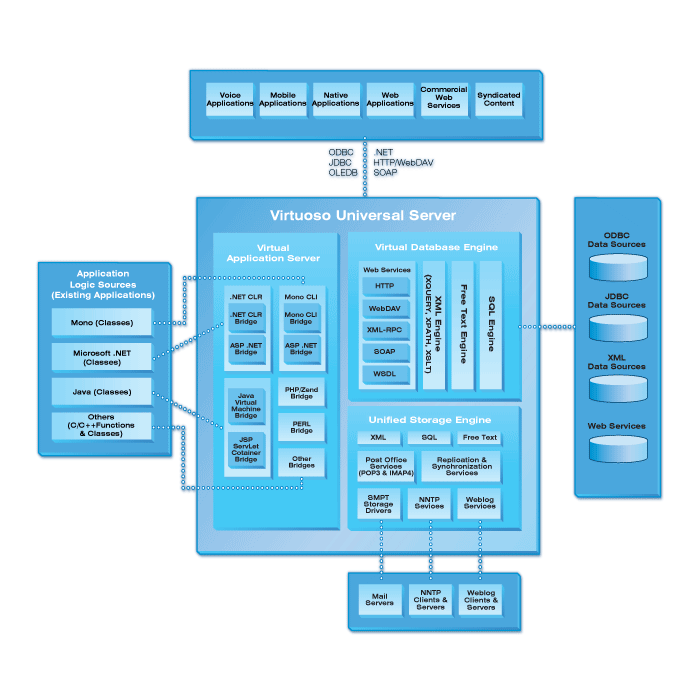 Voice
Applications
Mobile
Applications
Native
Applications
Web
Applications
Commercial
Web
Services
Syndicated
Content
ODBC
JDBC
OLEDB
.NET
HTTP/WebDAV
SOAP
Virtuoso Universal Server
Application
Logic Sources
(Existing Applications)
Mono (Classes)
Microsoft .NET
(Classes)
Java (Classes)
Others
(C/C++Functions
& Classes)
Virtual
Application Server
.NET CLR
.NET CLR
Bridge
ASP .NET
Bridge
Mono CLI
Mono CLI
Bridge
ASP .NET
Bridge
Java
Virtual
Machine
Bridge
JSP
ServLet
Cotainer
Bridge
PHP/Zend
Bridge
PERL
Bridge
Other
Bridges
Virtual Database Engine
Web Services
HTTP
WebDAV
XML-RPC
SOAP
WSDL
XML Engine
(XQUERY, XPATH, XSLT)
Free Text Engine
SQL Engine
Unified Storage Engine
XML
SQL
Free Text
Post Office
Services
(POP3 & IMAP4)
Replication &
Synchronization
Services
SMPT
Storage
Drivers
NNTP
Sevices
Weblog
Services
ODBC
Data Sources
JDBC
Data Sources
XML
Data Sources
Web Services
Mail
Servers
NNTP
Clients &
Servers
Weblog
Clients &
Servers